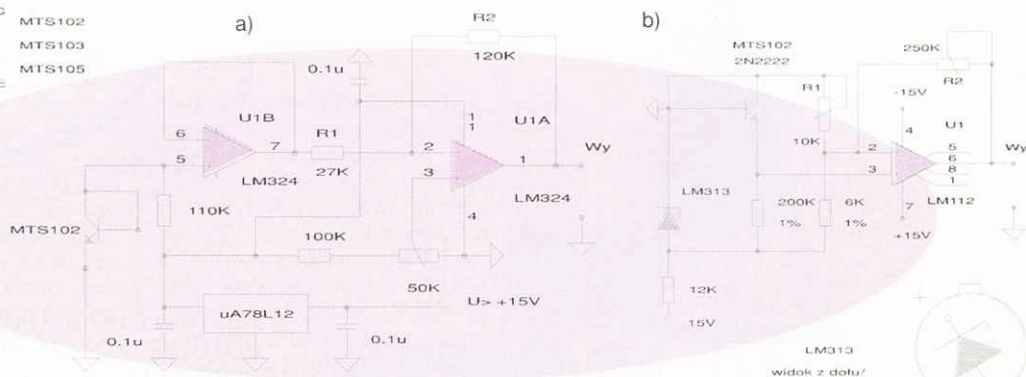 C
MTS102
MTS103
MTS105
E
a)
R2
120K
0.1u
1
1
U1B
6
7
5
R1
27K
LM324
U1A
2
3
1
4
Wy
LM324
110K
MTS102
100K
50K
uA78L12
U> +15V
0.1u
0.1u
b)
MTS102
2N2222
250K
R2
R1
-15V
4
U1
10K
2
3
5
6
8
1
Wy
LM112
7
+15V
LM313
200K
1%
6K
1%
12K
15V
LM313
widok z dołu/
+